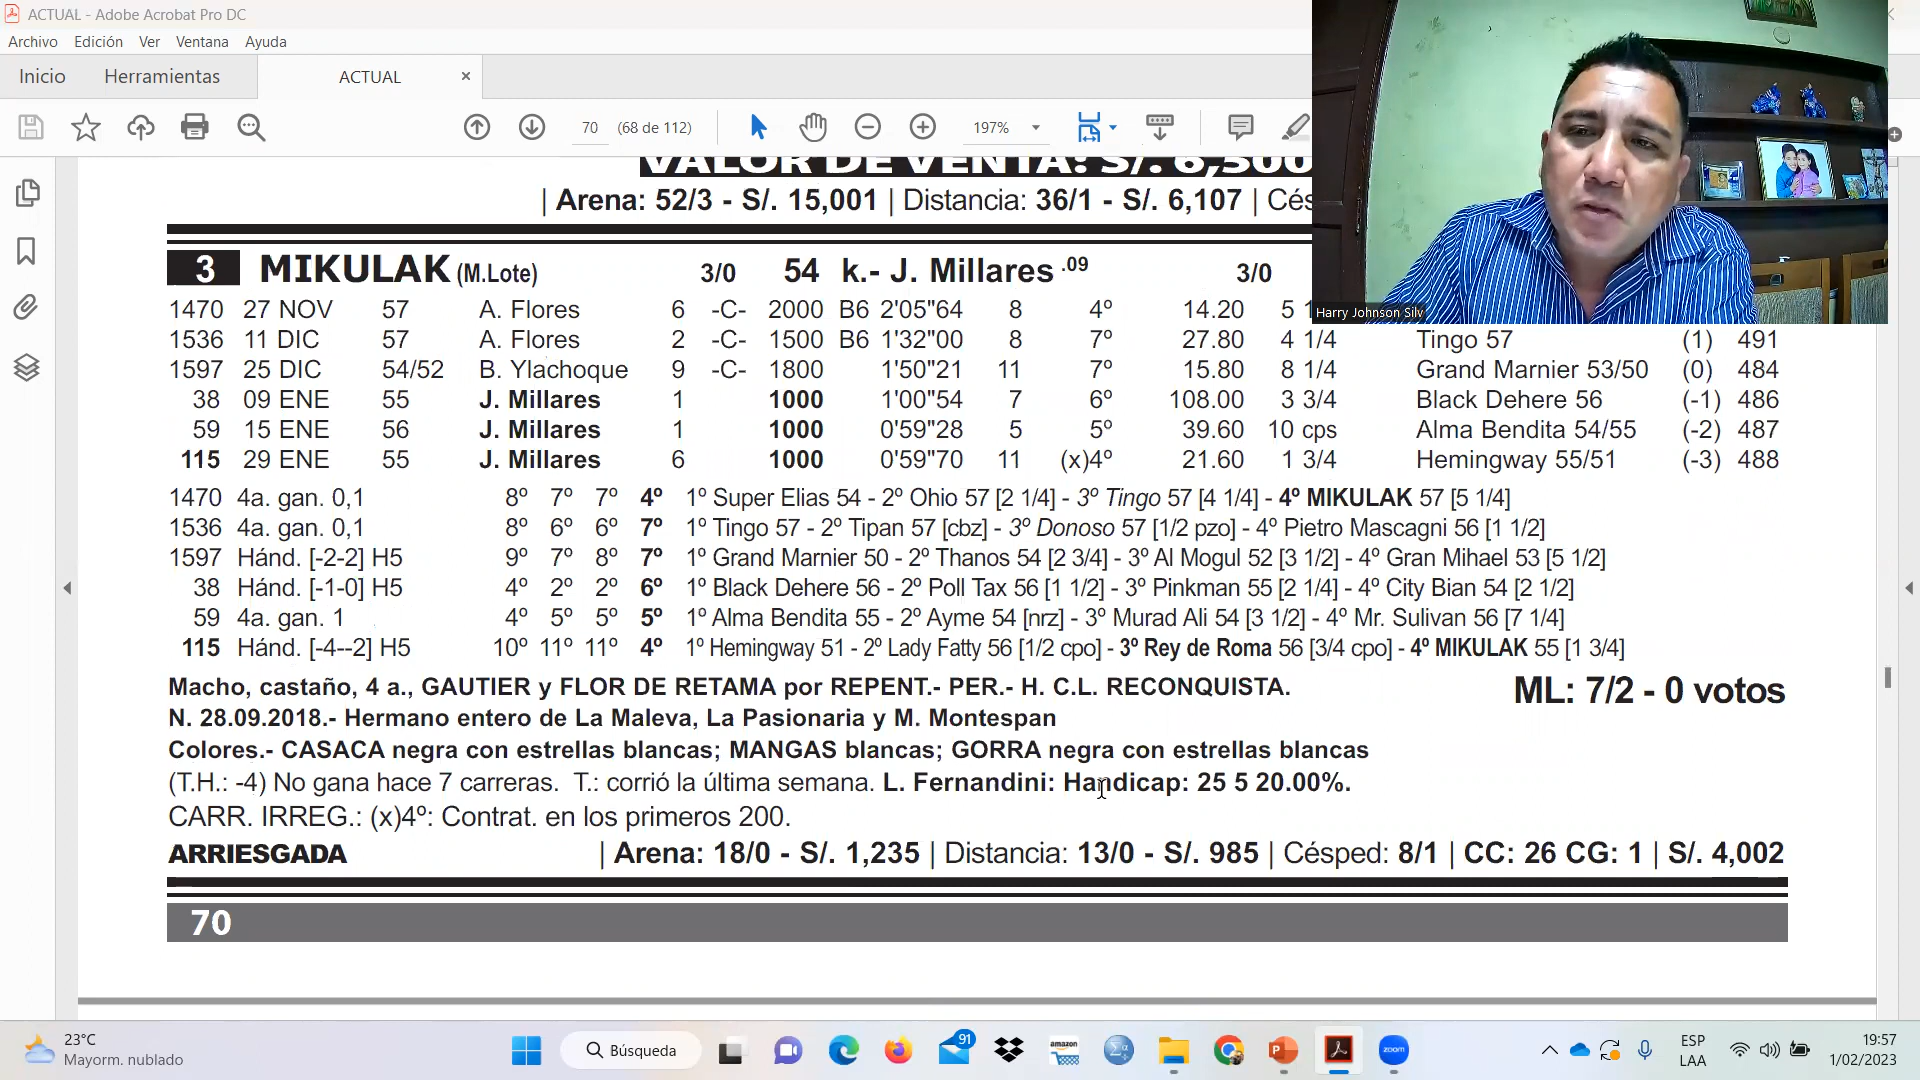 ACTUAL - Adobe Acrobat Pro DC
Archivo Edición Ver Ventana Ayuda
Inicio Herramientas ACTUAL ×
70 (68 de 112) 197%
VALOR DE VENTA: S/. 6,500
| Arena: 52/3 - S/. 15,001 | Distancia: 36/1 - S/. 6,107 | Cés
3 MIKULAK (M.Lote) 3/0 54 k.- J. Millares .09 3/0
Harry Johnson Silv
1470 27 NOV 57 A. Flores 6 -C- 2000 B6 2'05"64 8 4º 14.20 5 1
1536 11 DIC 57 A. Flores 2 -C- 1500 B6 1'32"00 8 7º 27.80 4 1/4 Tingo 57 (1) 491
1597 25 DIC 54/52 B. Ylachoque 9 -C- 1800 1'50"21 11 7º 15.80 8 1/4 Grand Marnier 53/50 (0) 484
38 09 ENE 55 J. Millares 1 1000 1'00"54 7 6º 108.00 3 3/4 Black Dehere 56 (-1) 486
59 15 ENE 56 J. Millares 1 1000 0'59"28 5 5º 39.60 10 cps Alma Bendita 54/55 (-2) 487
115 29 ENE 55 J. Millares 6 1000 0'59"70 11 (x)4º 21.60 1 3/4 Hemingway 55/51 (-3) 488
1470 4a. gan. 0,1 8º 7º 7º 4º 1º Super Elias 54 - 2º Ohio 57 [2 1/4] - 3º Tingo 57 [4 1/4] - 4º MIKULAK 57 [5 1/4]
1536 4a. gan. 0,1 8º 6º 6º 7º 1º Tingo 57 - 2º Tipan 57 [cbz] - 3º Donoso 57 [1/2 pzo] - 4º Pietro Mascagni 56 [1 1/2]
1597 Hánd. [-2-2] H5 9º 7º 8º 7º 1º Grand Marnier 50 - 2º Thanos 54 [2 3/4] - 3º Al Mogul 52 [3 1/2] - 4º Gran Mihael 53 [5 1/2]
38 Hánd. [-1-0] H5 4º 2º 2º 6º 1º Black Dehere 56 - 2º Poll Tax 56 [1 1/2] - 3º Pinkman 55 [2 1/4] - 4º City Bian 54 [2 1/2]
59 4a. gan. 1 4º 5º 5º 5º 1º Alma Bendita 55 - 2º Ayme 54 [nrz] - 3º Murad Ali 54 [3 1/2] - 4º Mr. Sulivan 56 [7 1/4]
115 Hánd. [-4--2] H5 10º 11º 11º 4º 1º Hemingway 51 - 2º Lady Fatty 56 [1/2 cpo] - 3º Rey de Roma 56 [3/4 cpo] - 4º MIKULAK 55 [1 3/4]
Macho, castaño, 4 a., GAUTIER y FLOR DE RETAMA por REPENT.- PER.- H. C.L. RECONQUISTA. ML: 7/2 - 0 votos
N. 28.09.2018.- Hermano entero de La Maleva, La Pasionaria y M. Montespan
Colores.- CASACA negra con estrellas blancas; MANGAS blancas; GORRA negra con estrellas blancas
(T.H.: -4) No gana hace 7 carreras. T.: corrió la última semana. L. Fernandini: Handicap: 25 5 20.00%.
CARR. IRREG.: (x)4º: Contrat. en los primeros 200.
ARRIESGADA | Arena: 18/0 - S/. 1,235 | Distancia: 13/0 - S/. 985 | Césped: 8/1 | CC: 26 CG: 1 | S/. 4,002
70
23°C
Mayorm. nublado
Búsqueda
91
amazon
zoom
ESP
LAA
19:57
1/02/2023